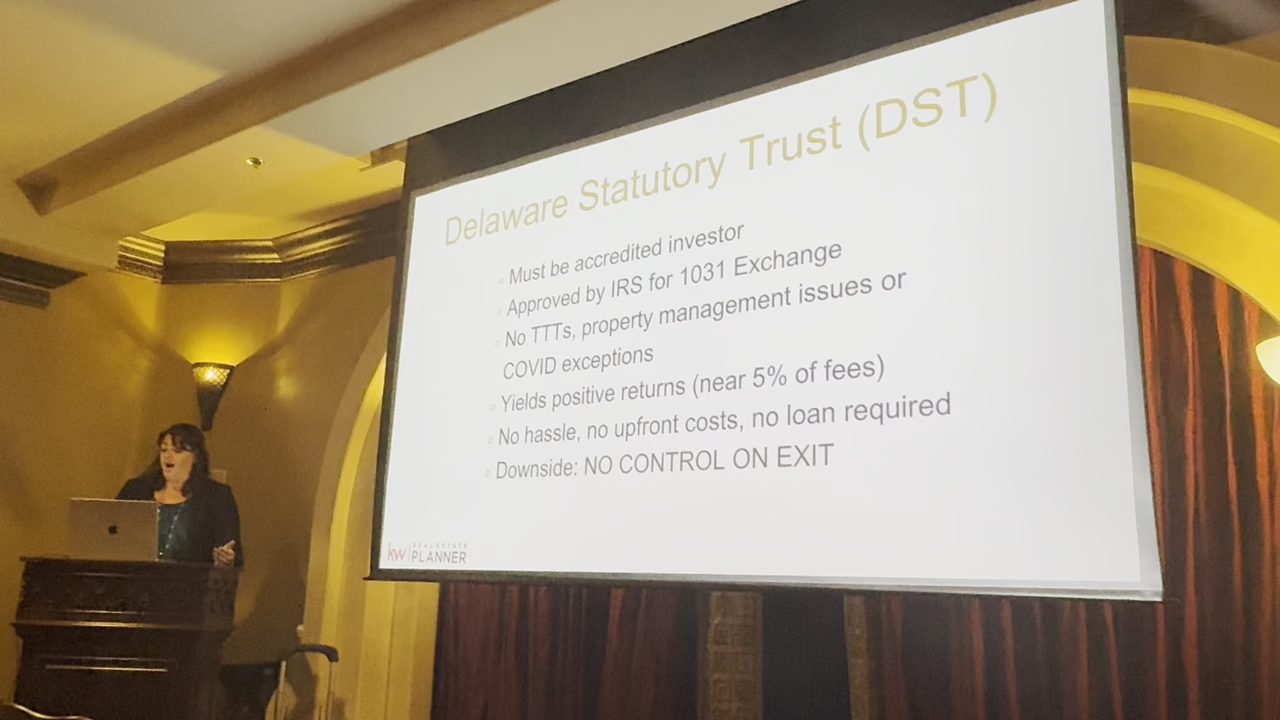 Delaware Statutory Trust (DST)
Must be accredited investor
Approved by IRS for 1031 Exchange
No TTTs, property management issues or
COVID exceptions
Yields positive returns (near 5% of fees)
No hassle, no upfront costs, no loan required
Downside: NO CONTROL ON EXIT
kw REAL ESTATE
PLANNER